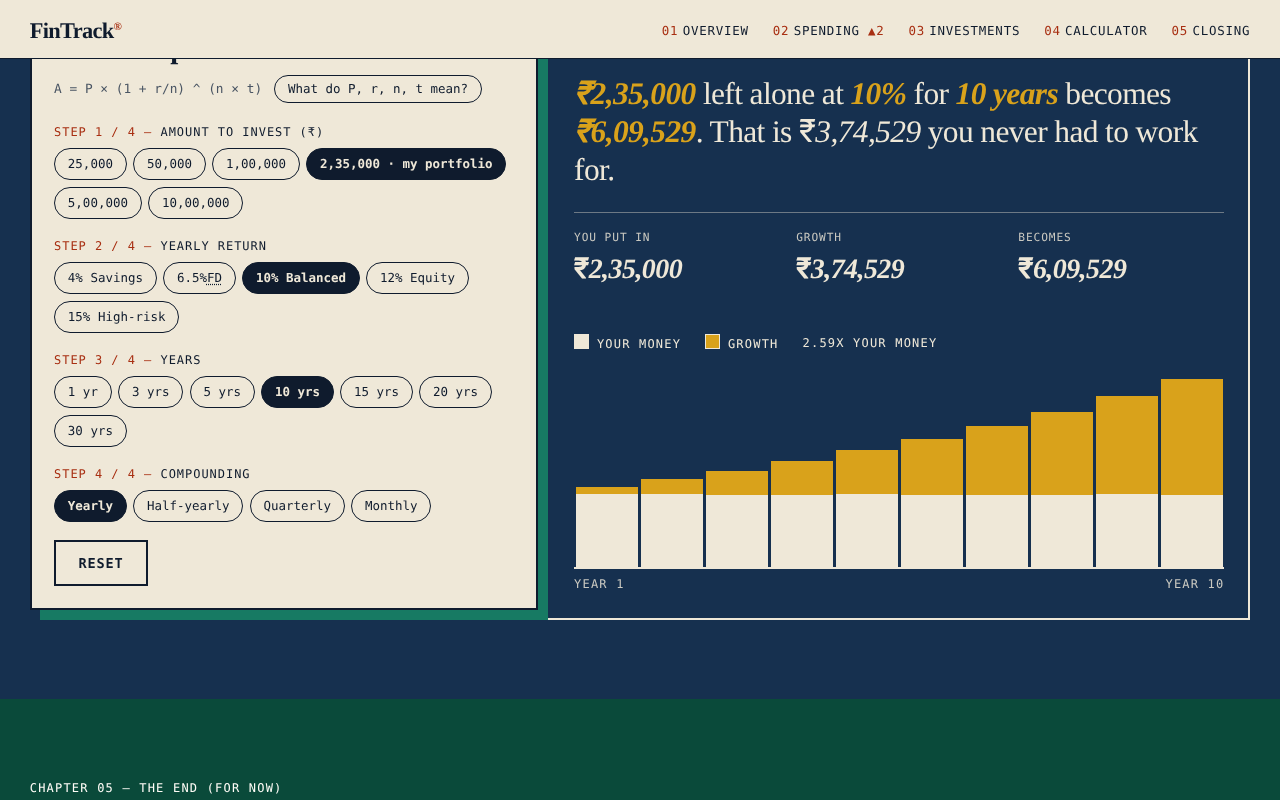 FinTrack®
01 OVERVIEW 02 SPENDING ▲2 03 INVESTMENTS 04 CALCULATOR 05 CLOSING
A = P × (1 + r/n) ^ (n × t) What do P, r, n, t mean?
STEP 1 / 4 — AMOUNT TO INVEST (₹)
25,000 50,000 1,00,000 2,35,000 · my portfolio
5,00,000 10,00,000
STEP 2 / 4 — YEARLY RETURN
4% Savings 6.5%FD 10% Balanced 12% Equity
15% High-risk
STEP 3 / 4 — YEARS
1 yr 3 yrs 5 yrs 10 yrs 15 yrs 20 yrs
30 yrs
STEP 4 / 4 — COMPOUNDING
Yearly Half-yearly Quarterly Monthly
RESET
₹2,35,000 left alone at 10% for 10 years becomes
₹6,09,529. That is ₹3,74,529 you never had to work
for.
YOU PUT IN GROWTH BECOMES
₹2,35,000 ₹3,74,529 ₹6,09,529
YOUR MONEY GROWTH 2.59X YOUR MONEY
YEAR 1 YEAR 10
CHAPTER 05 — THE END (FOR NOW)